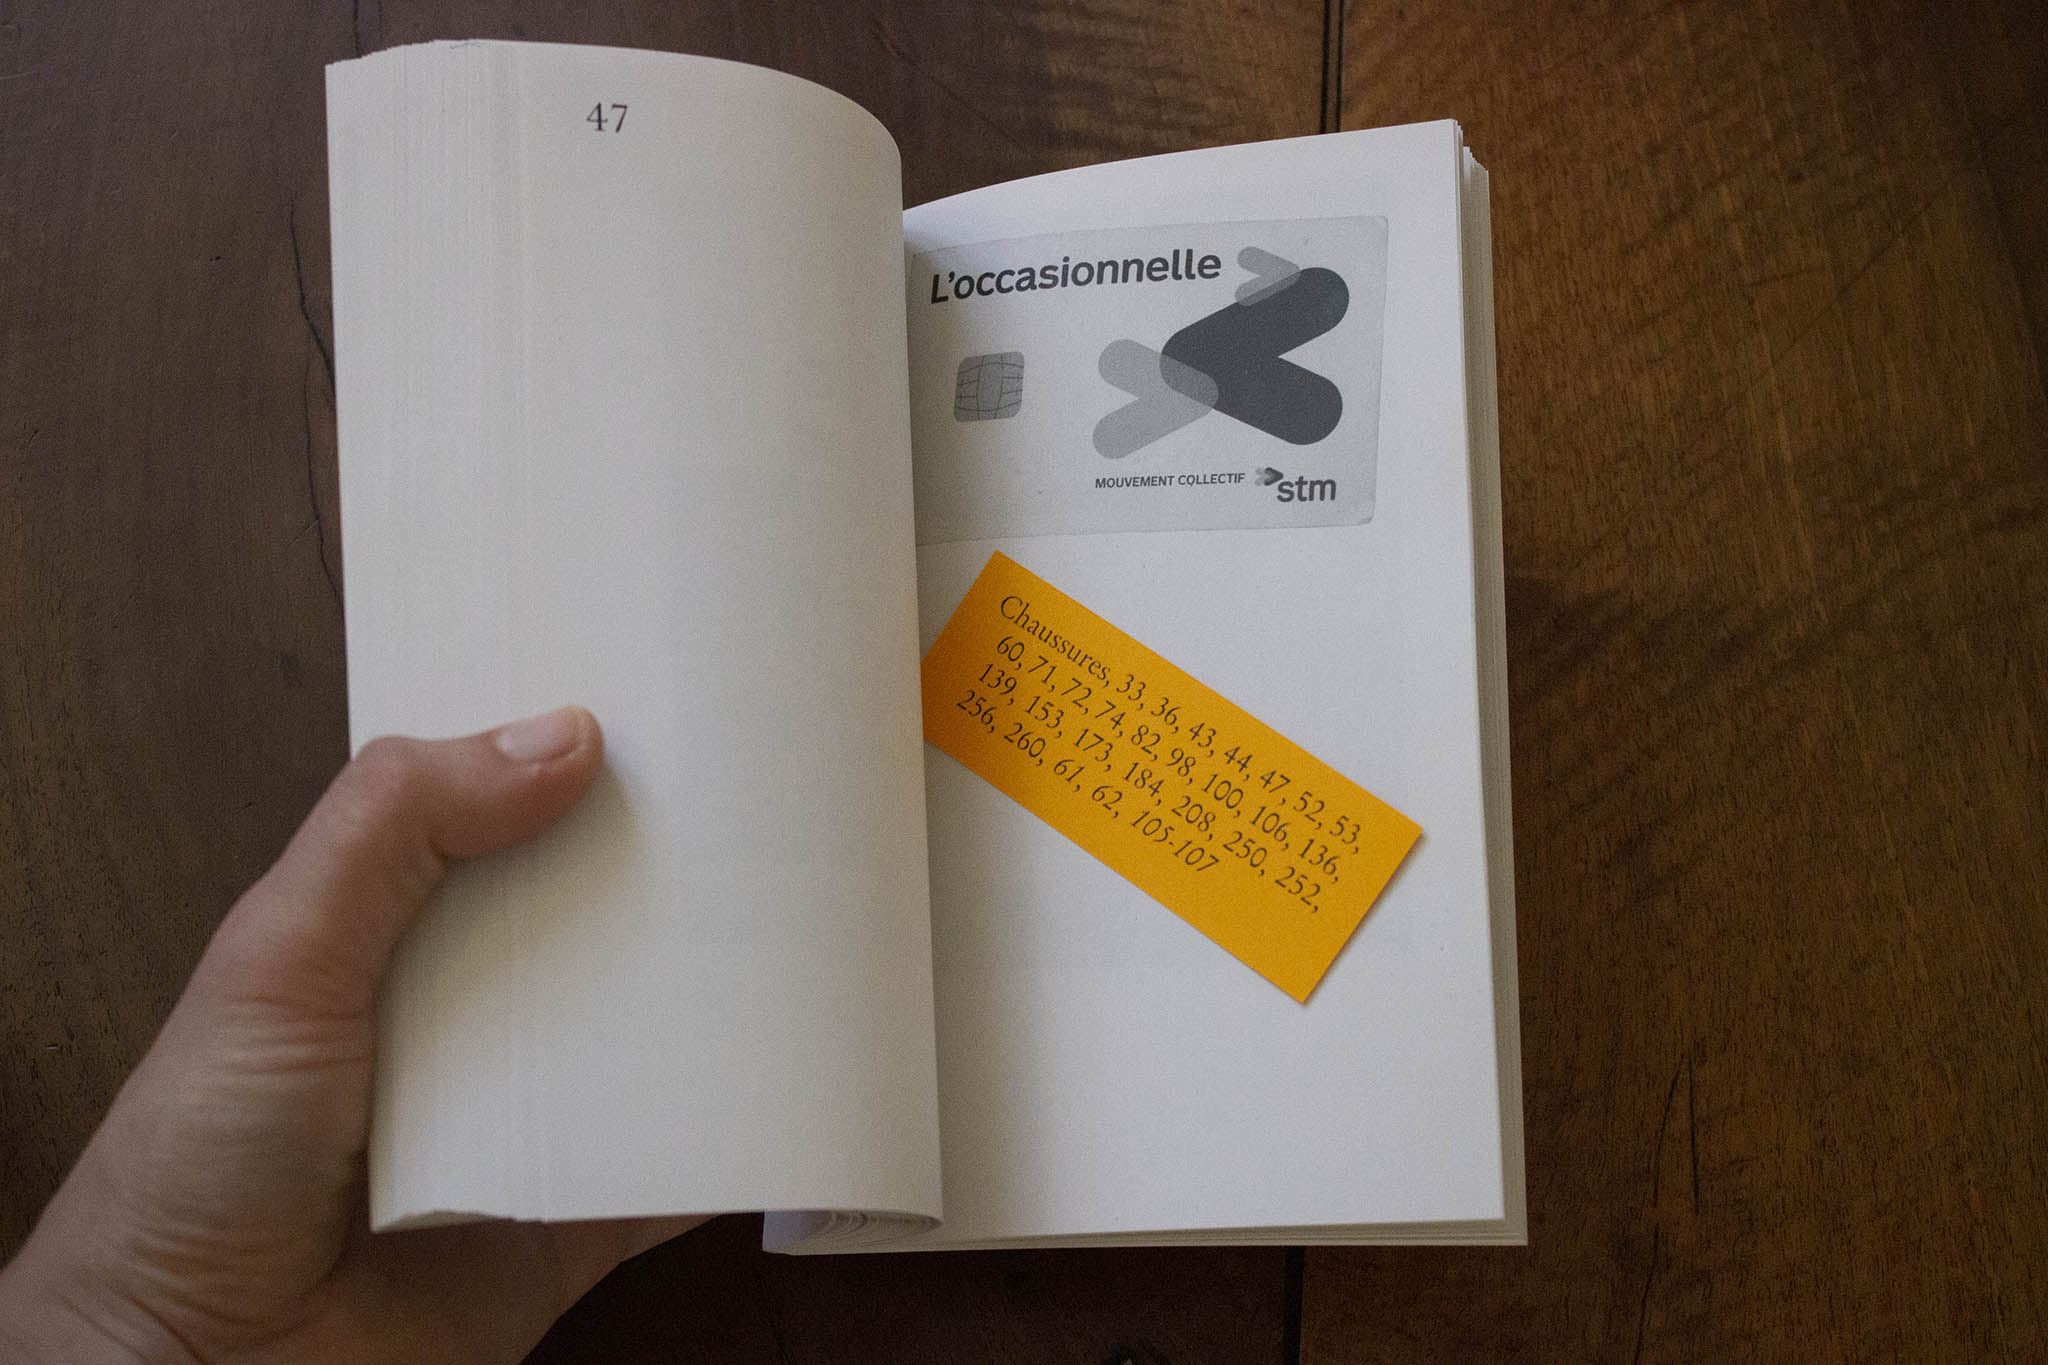 47
L'occasionnelle
MOUVEMENT COLLECTIF stm
Chaussures, 33, 36, 43, 44, 47, 52, 53,
60, 71, 72, 74, 82, 98, 100, 106, 136,
139, 153, 173, 184, 208, 250, 252,
256, 260, 61, 62, 105-107